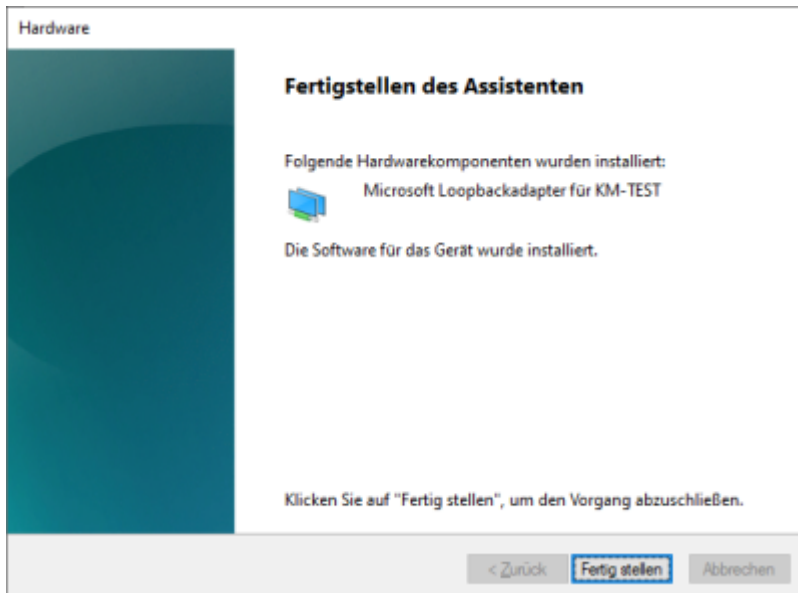 Hardware
Fertigstellen des Assistenten
Folgende Hardwarekomponenten wurden installiert:
Microsoft Loopbackadapter für KM-TEST
Die Software für das Gerät wurde installiert.
Klicken Sie auf "Fertig stellen", um den Vorgang abzuschließen.
< Zurück Fertig stellen Abbrechen